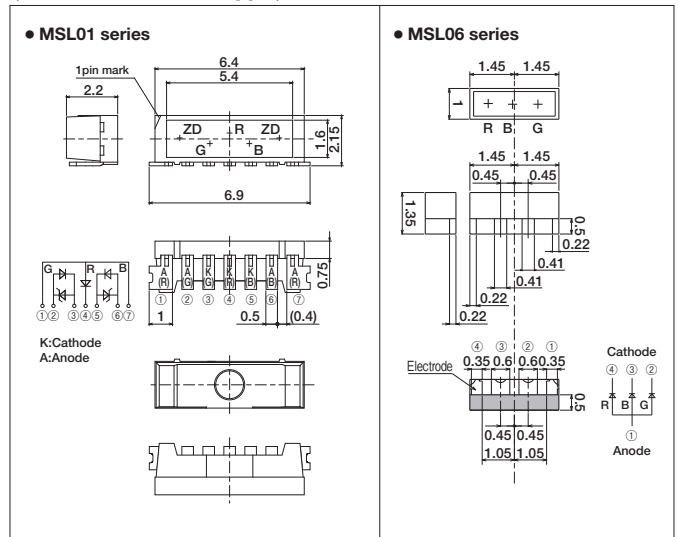 ● MSL01 series
1pin mark
6.4
5.4
2.2
ZD R ZD
G B
1.6
2.15
6.9
G R B
①② ③ ④ ⑤ ⑥⑦
K:Cathode
A:Anode
A(R) A(G) K(G) K(R) K(B) A(B) A(R)
① ② ③ ④ ⑤ ⑥ ⑦
0.75
1 0.5 (0.4)
● MSL06 series
1.45 1.45
1
R B G
1.45 1.45
0.45 0.45
1.35
0.5
0.22
0.41
0.41
0.22
0.22
④ ③ ② ①
Electrode
0.35 0.6 0.6 0.35
0.5
0.45 0.45
1.05 1.05
Cathode
④ ③ ②
R B G
①
Anode